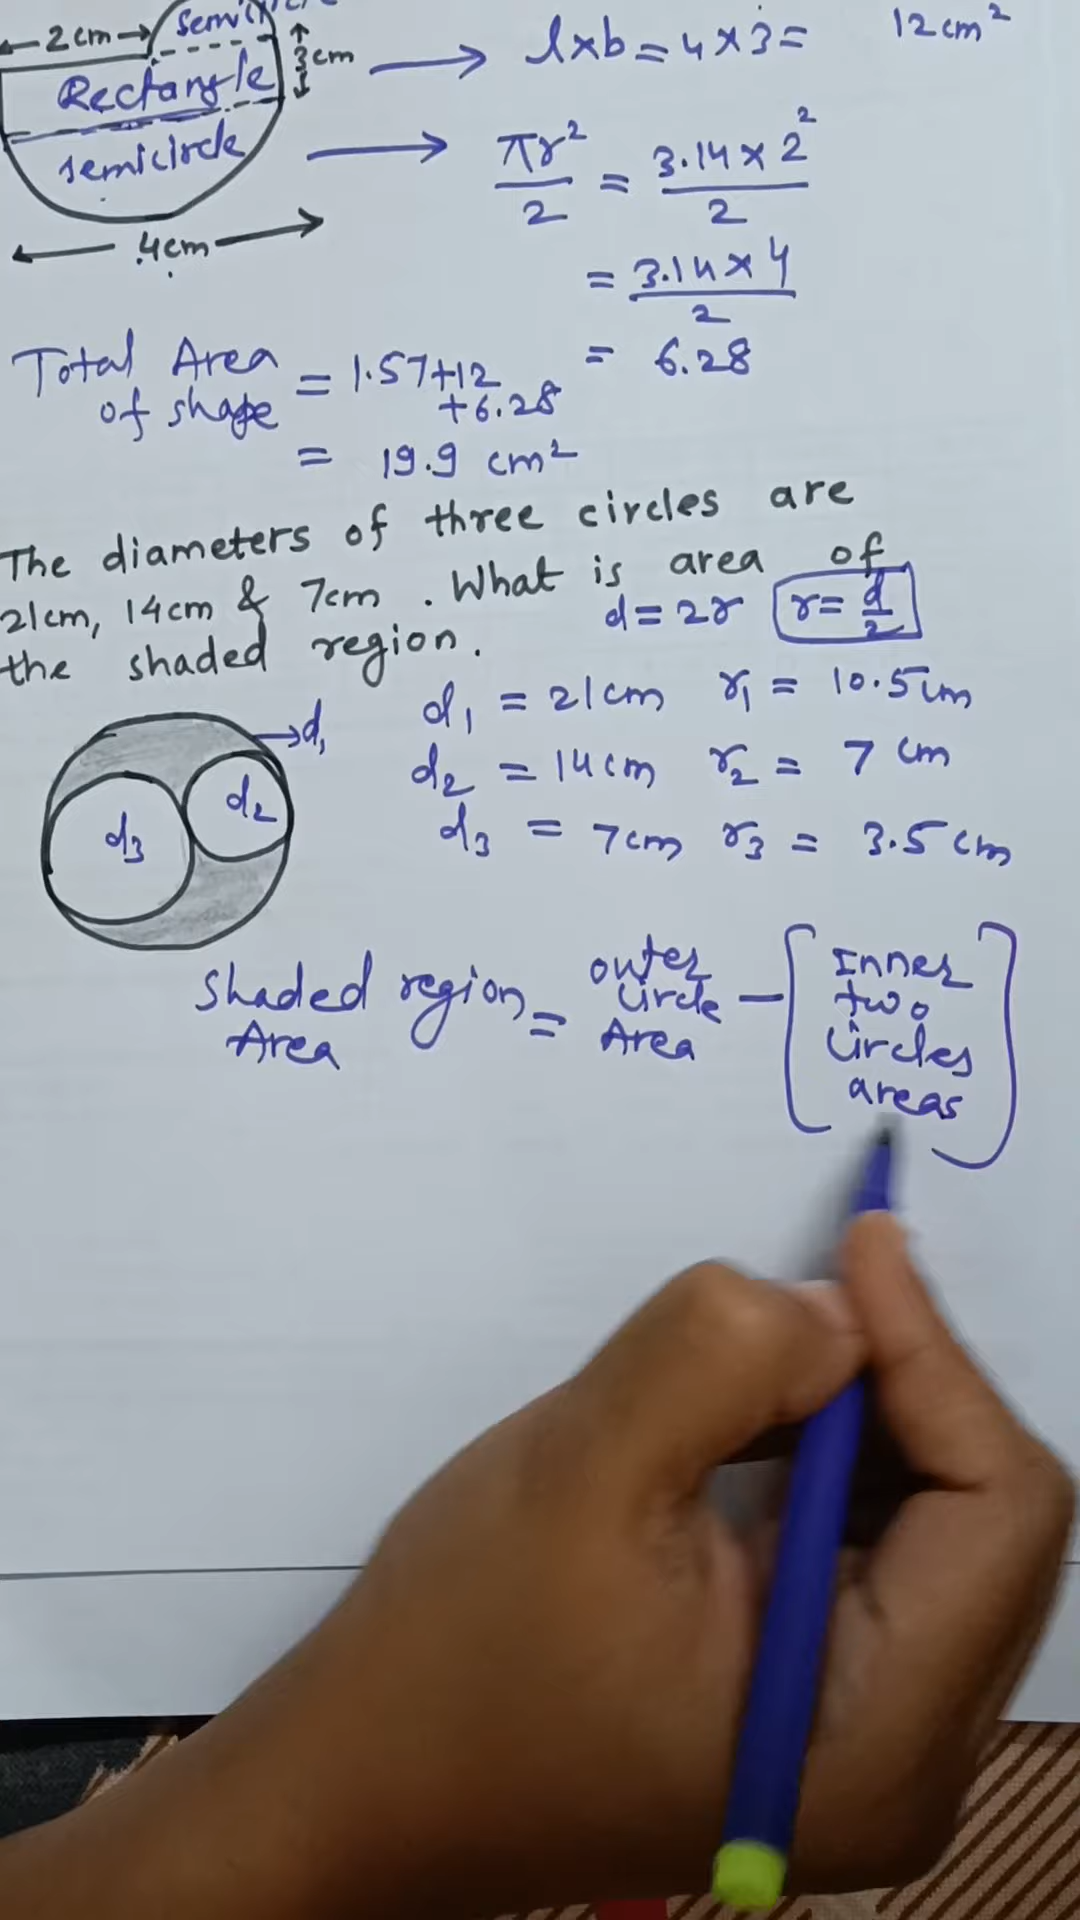 semi
← 2cm →
3cm
Rectangle
semicircle
4cm
→ l×b = 4×3 = 12cm²
→ πr²/2 = 3.14×2²/2
= 3.14×4/2
= 6.28
Total Area of shape = 1.57+12+6.28
= 19.9 cm²
The diameters of three circles are
21cm, 14cm & 7cm. What is area of
the shaded region.
d=2r r=d/2
→d₁
d₂
d₃
d₁ = 21cm r₁ = 10.5cm
d₂ = 14cm r₂ = 7 cm
d₃ = 7cm r₃ = 3.5cm
Shaded region Area = Outer Circle Area − [Inner two Circles areas]